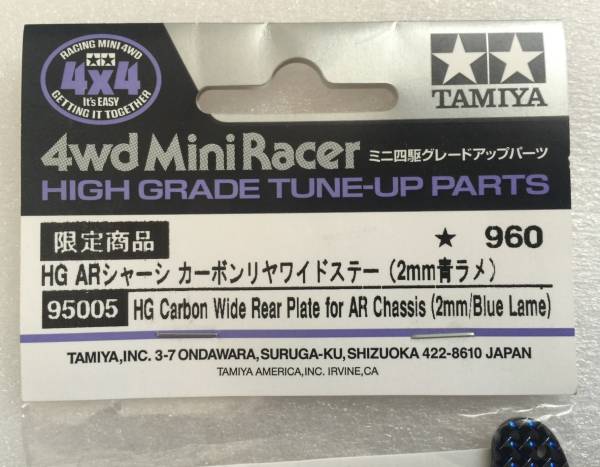 RACING MINI 4WD
4x4
It's EASY
GETTING IT TOGETHER
TAMIYA
4wd Mini Racer ミニ四駆グレードアップパーツ
HIGH GRADE TUNE-UP PARTS
限定商品 ★ 960
HG ARシャーシ カーボンリヤワイドステー (2mm青ラメ)
95005 HG Carbon Wide Rear Plate for AR Chassis (2mm/Blue Lame)
TAMIYA,INC. 3-7 ONDAWARA,SURUGA-KU,SHIZUOKA 422-8610 JAPAN
TAMIYA AMERICA,INC. IRVINE,CA